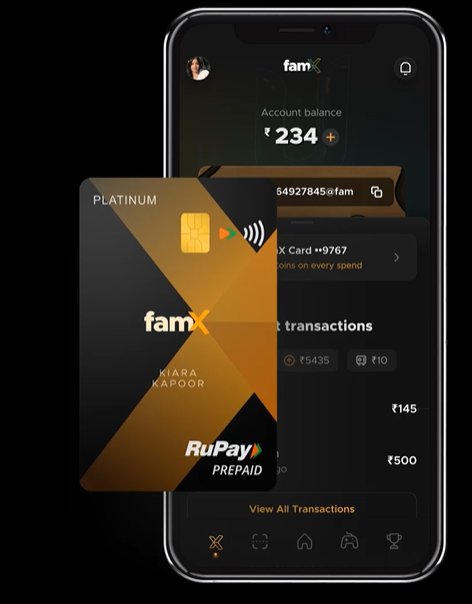 famX
Account balance
₹ 234 +
64927845@fam
PLATINUM
X Card ••9767
coins on every spend
famX
t transactions
₹5435
₹10
KIARA
KAPOOR
₹145
RuPay
PREPAID
go
₹500
View All Transactions